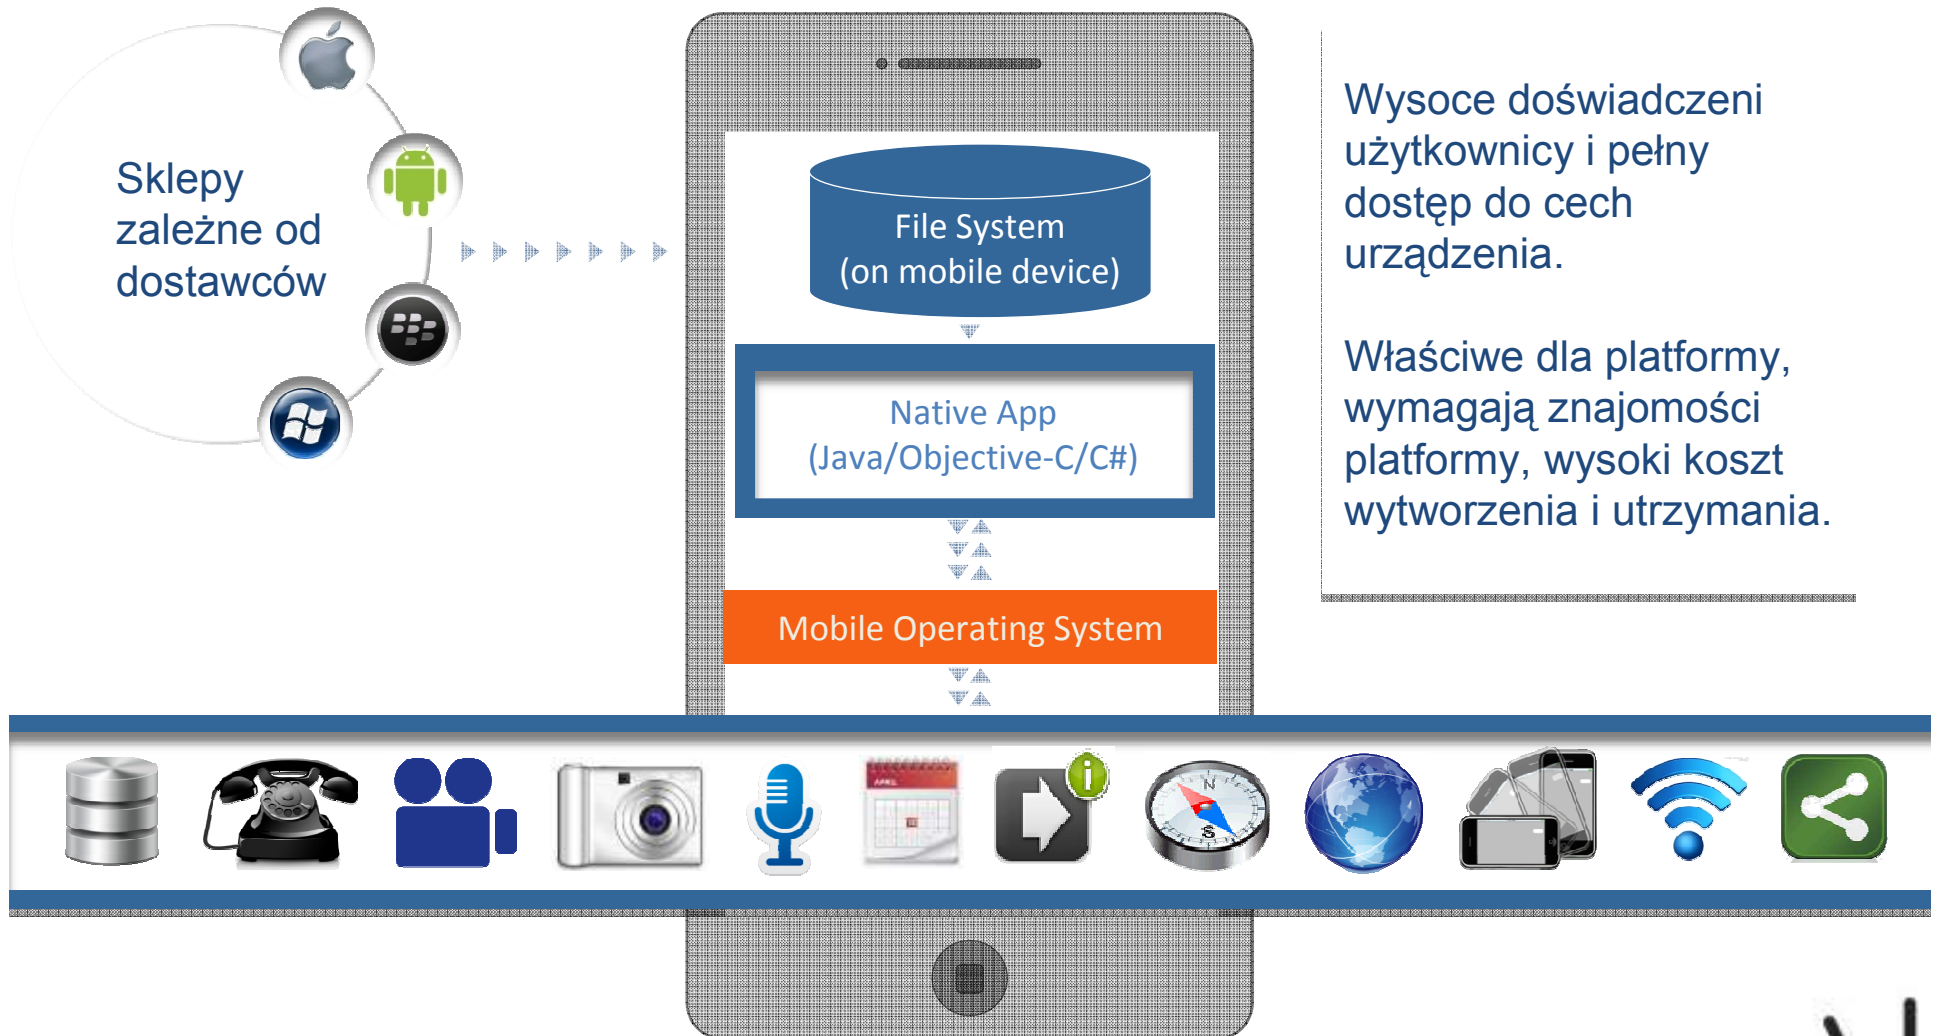 Sklepy
zależne od
dostawców
File System
(on mobile device)
Native App
(Java/Objective-C/C#)
Mobile Operating System
Wysoce doświadczeni
użytkownicy i pełny
dostęp do cech
urządzenia.
Właściwe dla platformy,
wymagają znajomości
platformy, wysoki koszt
wytworzenia i utrzymania.
APRIL
i
N
S